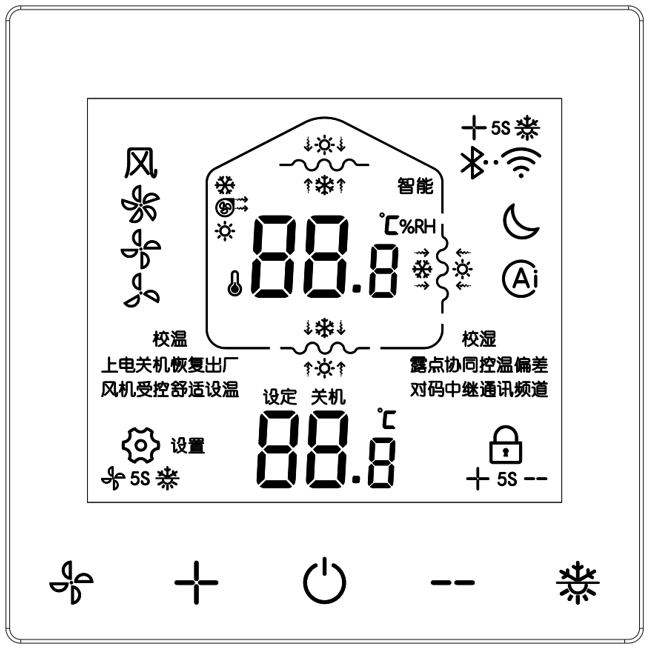 5S
风
智能
℃%RH
88.8
Ai
校温
校湿
上电关机恢复出厂
露点协同控温偏差
风机受控舒适设温
对码中继通讯频道
设定 关机
℃
88.8
设置
5S
5S --